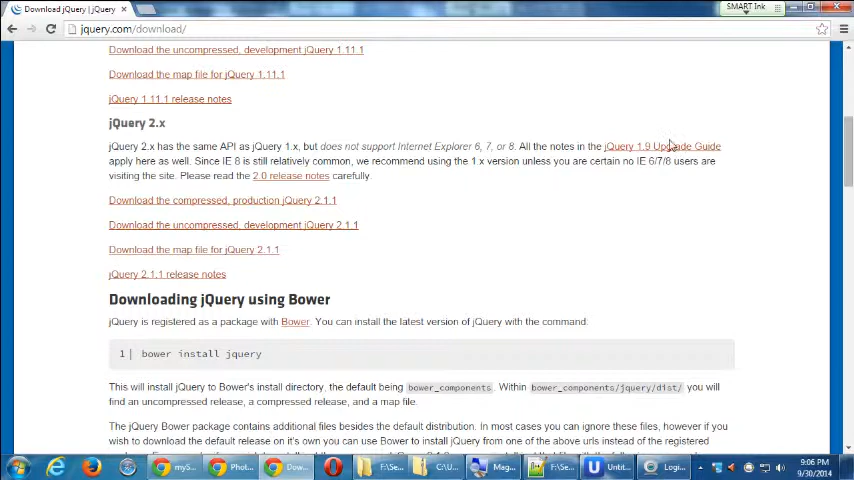 Download jQuery | jQuery
SMART Ink
jquery.com/download/
Download the uncompressed, development jQuery 1.11.1
Download the map file for jQuery 1.11.1
jQuery 1.11.1 release notes
jQuery 2.x
jQuery 2.x has the same API as jQuery 1.x, but does not support Internet Explorer 6, 7, or 8. All the notes in the jQuery 1.9 Upgrade Guide
apply here as well. Since IE 8 is still relatively common, we recommend using the 1.x version unless you are certain no IE 6/7/8 users are
visiting the site. Please read the 2.0 release notes carefully.
Download the compressed, production jQuery 2.1.1
Download the uncompressed, development jQuery 2.1.1
Download the map file for jQuery 2.1.1
jQuery 2.1.1 release notes
Downloading jQuery using Bower
jQuery is registered as a package with Bower. You can install the latest version of jQuery with the command:
1 bower install jquery
This will install jQuery to Bower's install directory, the default being bower_components. Within bower_components/jquery/dist/ you will
find an uncompressed release, a compressed release, and a map file.
The jQuery Bower package contains additional files besides the default distribution. In most cases you can ignore these files, however if you
wish to download the default release on it's own you can use Bower to install jQuery from one of the above urls instead of the registered
myS... Phot... Dow... F:\Se... C:\U... Mag... F:\Se... Untit... Logi...
9:06 PM
9/30/2014